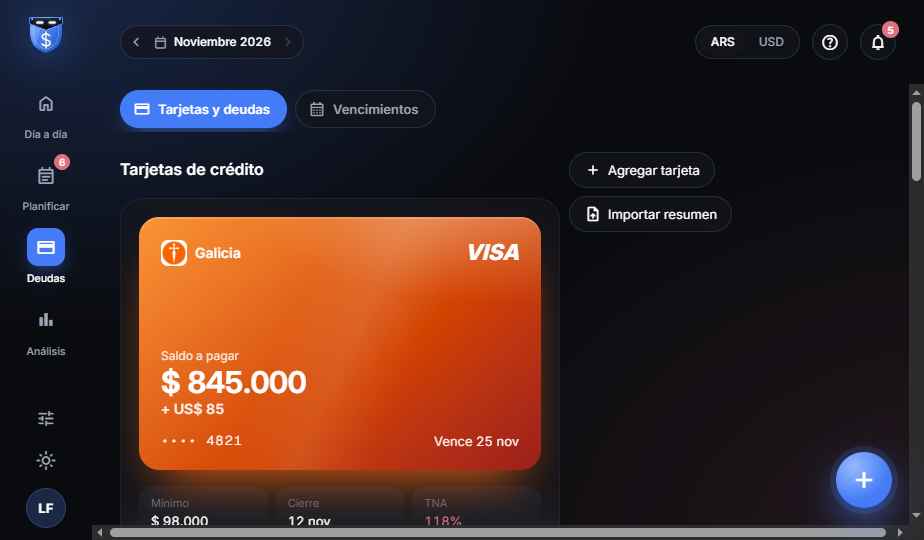 $
Noviembre 2026
ARS
USD
5
Tarjetas y deudas
Vencimientos
Día a día
6
Planificar
Deudas
Análisis
LF
Tarjetas de crédito
Agregar tarjeta
Importar resumen
Galicia
VISA
Saldo a pagar
$ 845.000
+ US$ 85
•••• 4821
Vence 25 nov
Mínimo
Cierre
TNA
$ 98.000
12 nov
118%